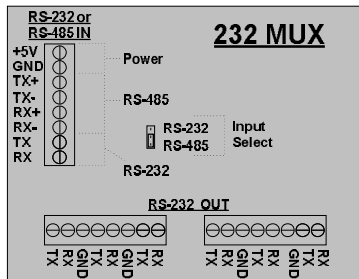 RS-232 or
RS-485 IN
232 MUX
+5V
GND
TX+
TX-
RX+
RX-
TX
RX
Power
RS-485
RS-232
RS-232
RS-485
Input
Select
RS-232 OUT
TX RX GND TX RX GND TX RX
TX RX GND TX RX GND TX RX